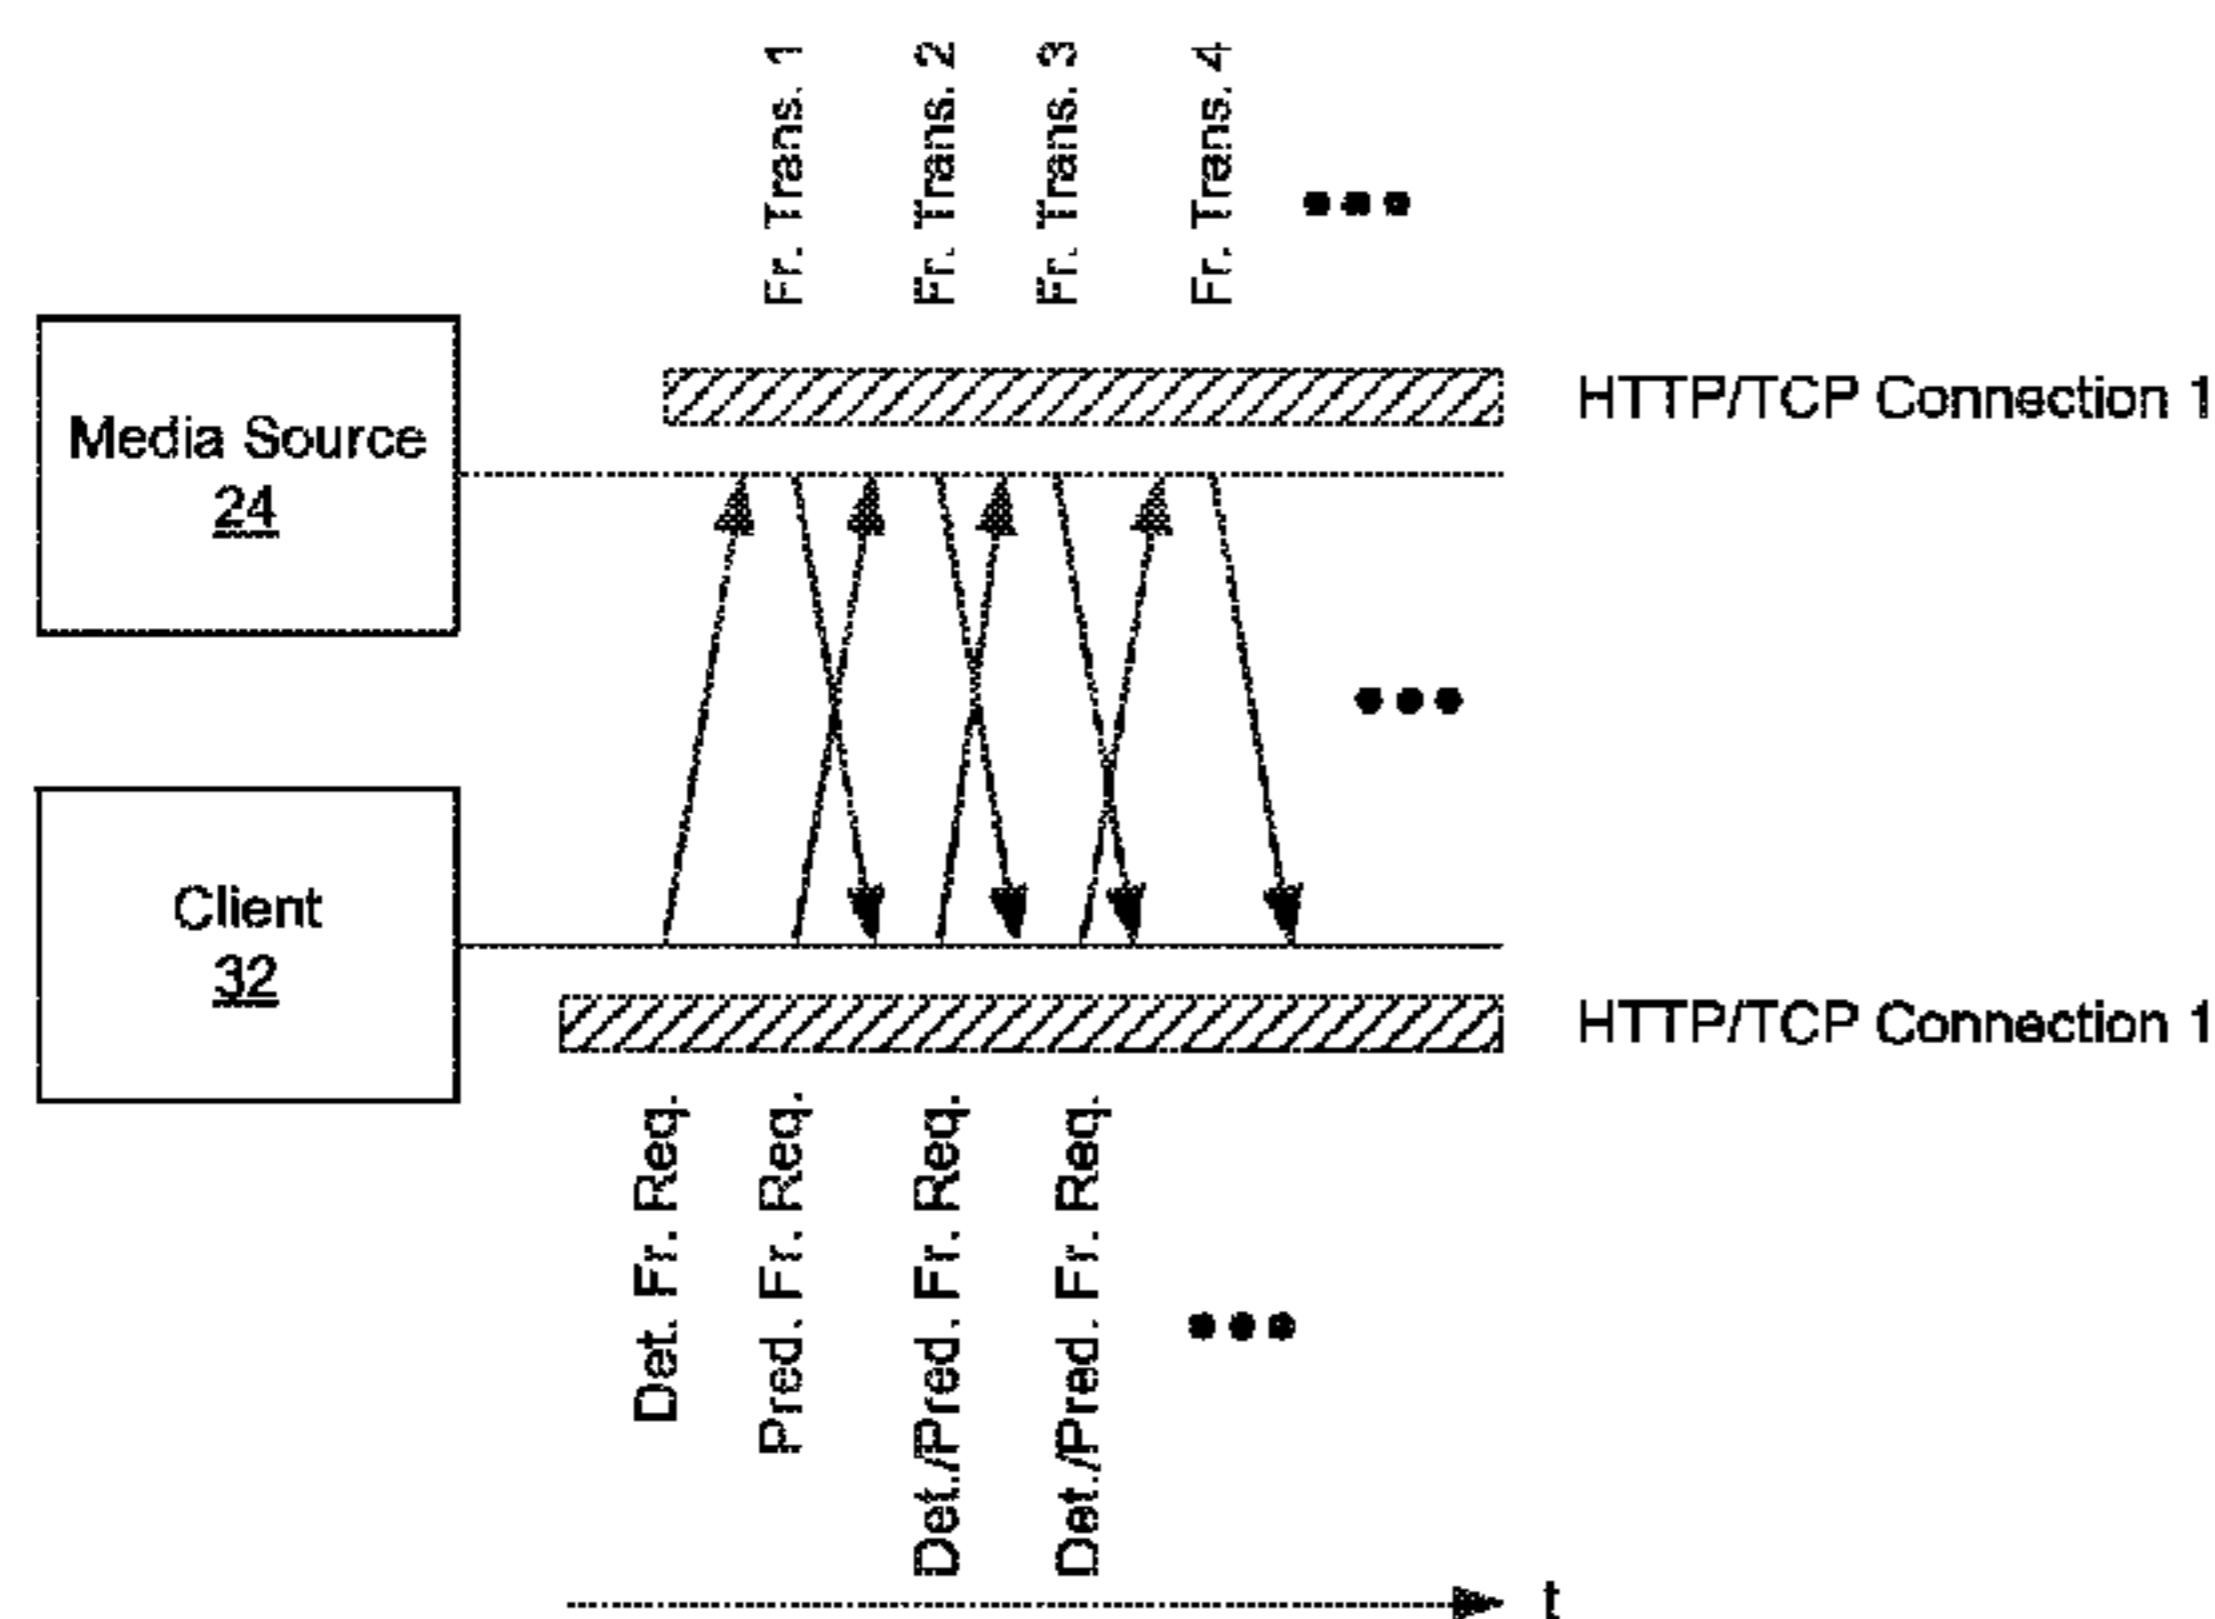 Fr. Trans. 1
Fr. Trans. 2
Fr. Trans. 3
Fr. Trans. 4
HTTP/TCP Connection 1
Media Source
24
Client
32
HTTP/TCP Connection 1
Det. Fr. Req.
Pred. Fr. Req.
Det./Pred. Fr. Req.
Det./Pred. Fr. Req.
t